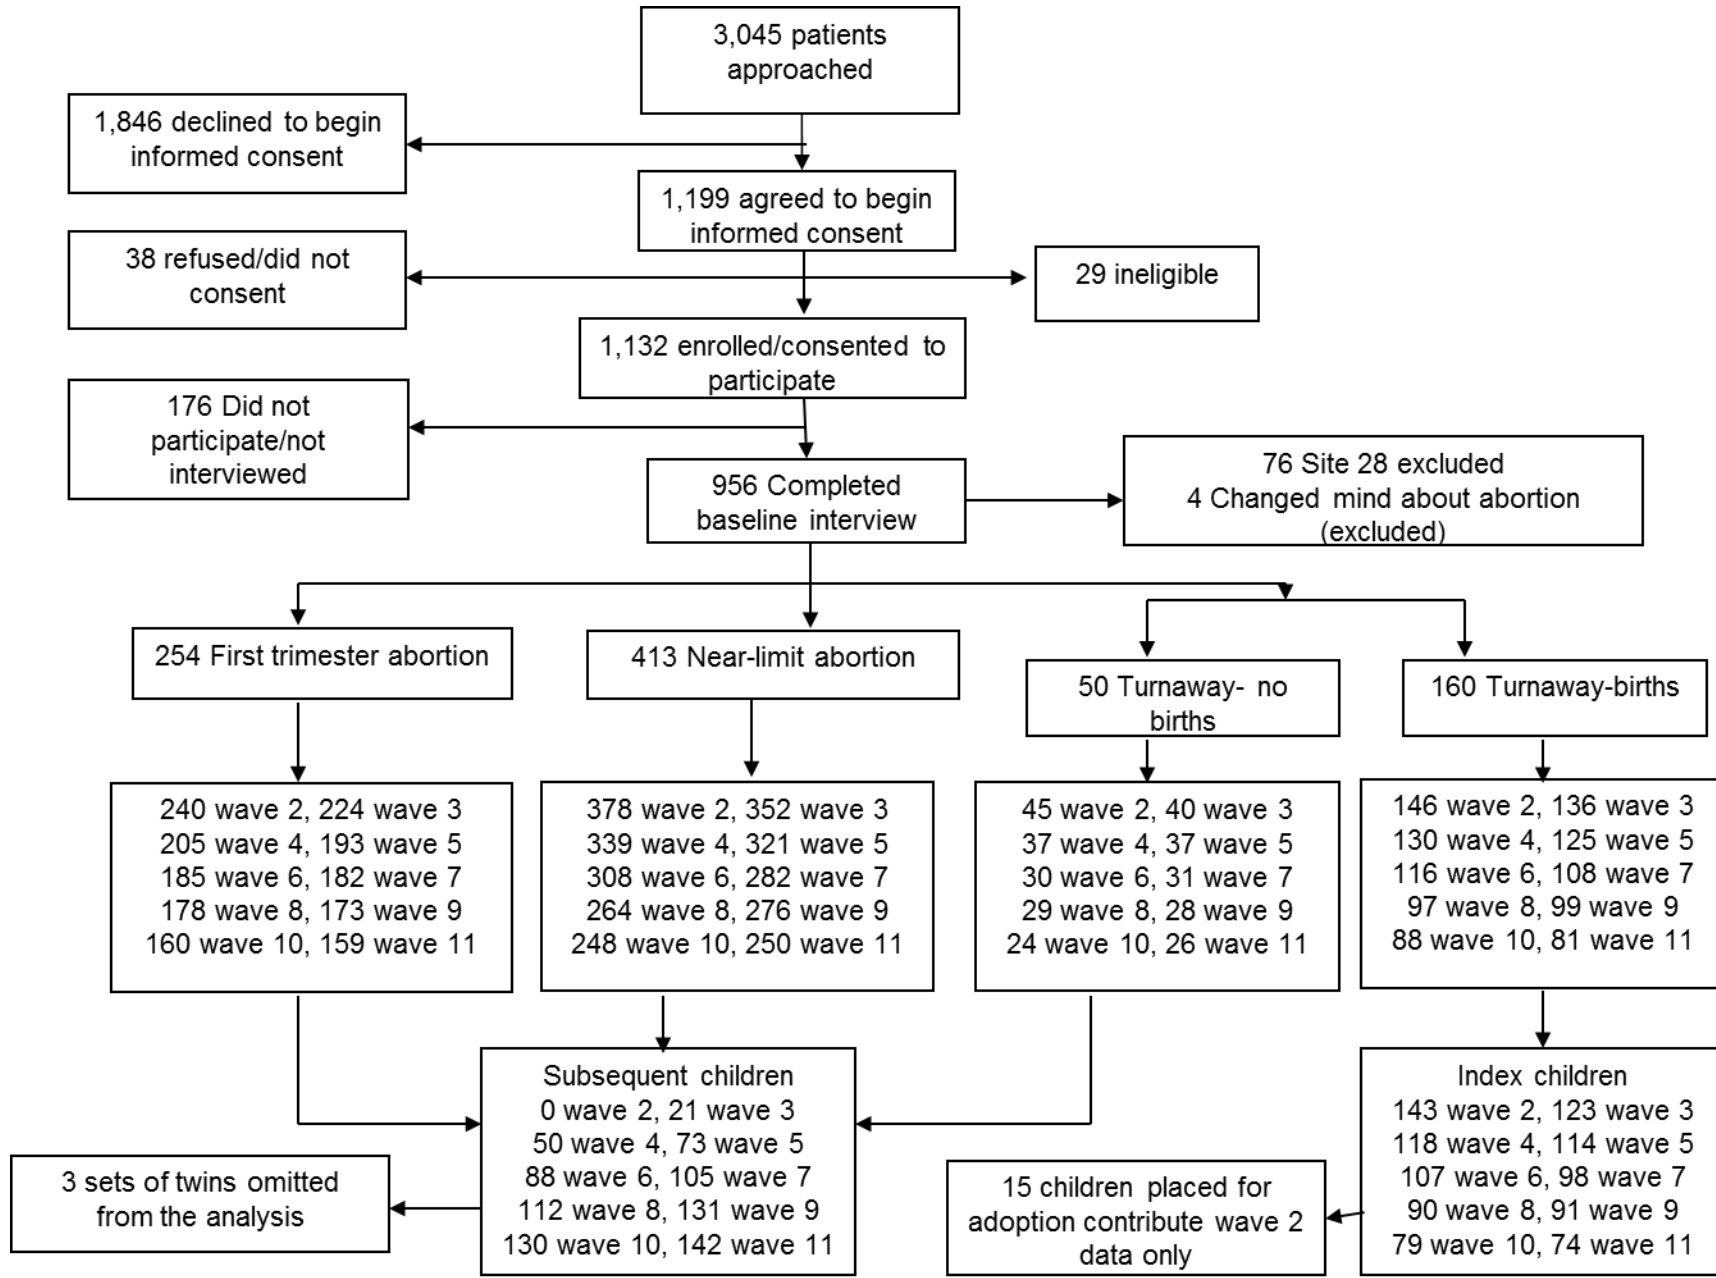 3,045 patients
approached
1,846 declined to begin
informed consent
1,199 agreed to begin
informed consent
38 refused/did not
consent
29 ineligible
1,132 enrolled/consented to
participate
176 Did not
participate/not
interviewed
956 Completed
baseline interview
76 Site 28 excluded
4 Changed mind about abortion
(excluded)
254 First trimester abortion
413 Near-limit abortion
50 Turnaway- no
births
160 Turnaway-births
240 wave 2, 224 wave 3
205 wave 4, 193 wave 5
185 wave 6, 182 wave 7
178 wave 8, 173 wave 9
160 wave 10, 159 wave 11
378 wave 2, 352 wave 3
339 wave 4, 321 wave 5
308 wave 6, 282 wave 7
264 wave 8, 276 wave 9
248 wave 10, 250 wave 11
45 wave 2, 40 wave 3
37 wave 4, 37 wave 5
30 wave 6, 31 wave 7
29 wave 8, 28 wave 9
24 wave 10, 26 wave 11
146 wave 2, 136 wave 3
130 wave 4, 125 wave 5
116 wave 6, 108 wave 7
97 wave 8, 99 wave 9
88 wave 10, 81 wave 11
Subsequent children
0 wave 2, 21 wave 3
50 wave 4, 73 wave 5
88 wave 6, 105 wave 7
112 wave 8, 131 wave 9
130 wave 10, 142 wave 11
Index children
143 wave 2, 123 wave 3
118 wave 4, 114 wave 5
107 wave 6, 98 wave 7
90 wave 8, 91 wave 9
79 wave 10, 74 wave 11
3 sets of twins omitted
from the analysis
15 children placed for
adoption contribute wave 2
data only